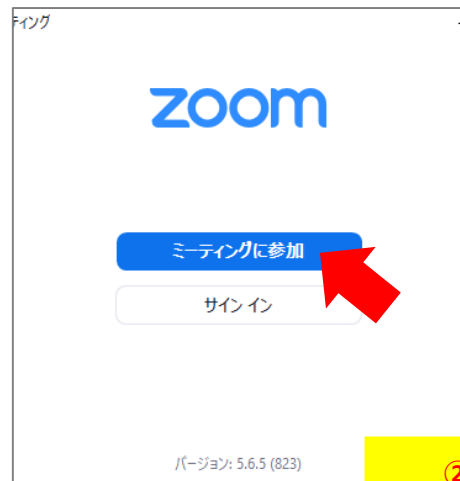 ティング
zoom
ミーティングに参加
サイン イン
バージョン: 5.6.5 (823)
②